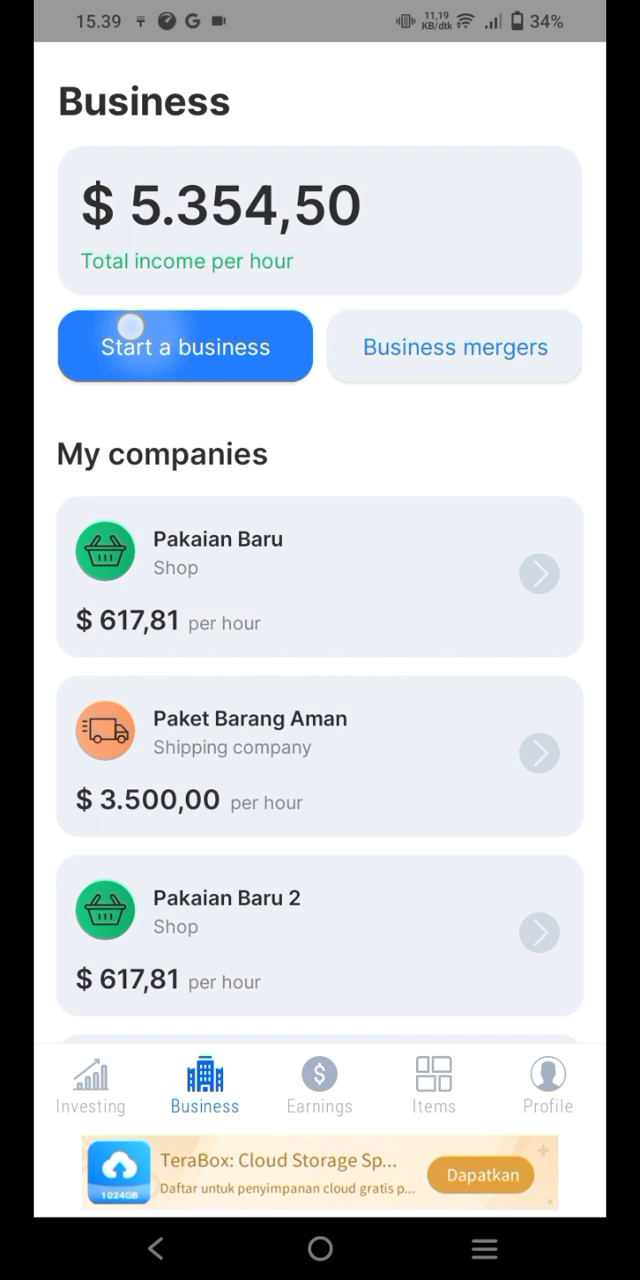 15.39
11,19
KB/dtk
34%
Business
$ 5.354,50
Total income per hour
Start a business
Business mergers
My companies
Pakaian Baru
Shop
$ 617,81 per hour
Paket Barang Aman
Shipping company
$ 3.500,00 per hour
Pakaian Baru 2
Shop
$ 617,81 per hour
Investing
Business
Earnings
Items
Profile
1024GB
TeraBox: Cloud Storage Sp...
Daftar untuk penyimpanan cloud gratis p...
Dapatkan